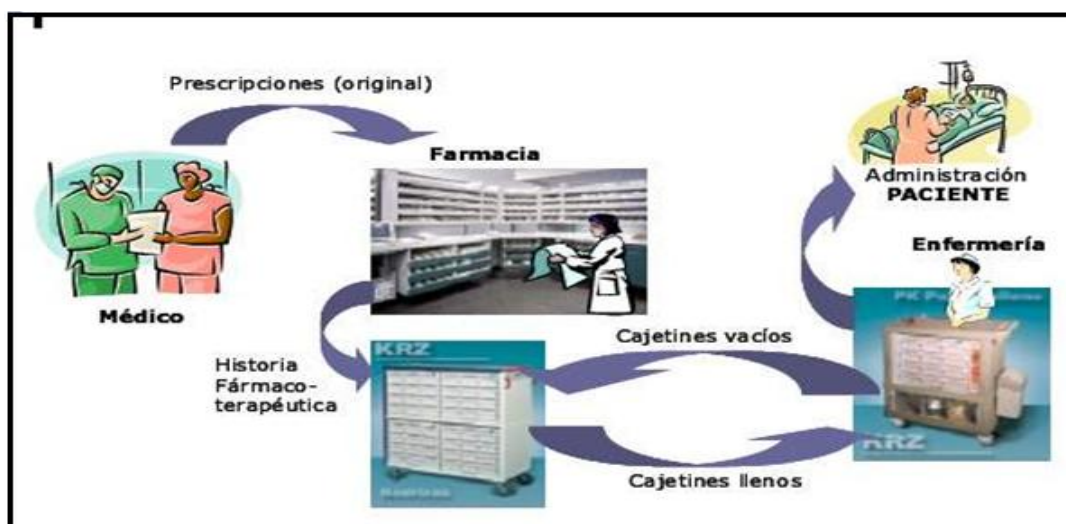 Prescripciones (original)
Farmacia
Médico
Historia
Fármaco-
terapéutica
KRZ
Cajetines vacíos
Cajetines llenos
Administración
PACIENTE
Enfermería
KRZ